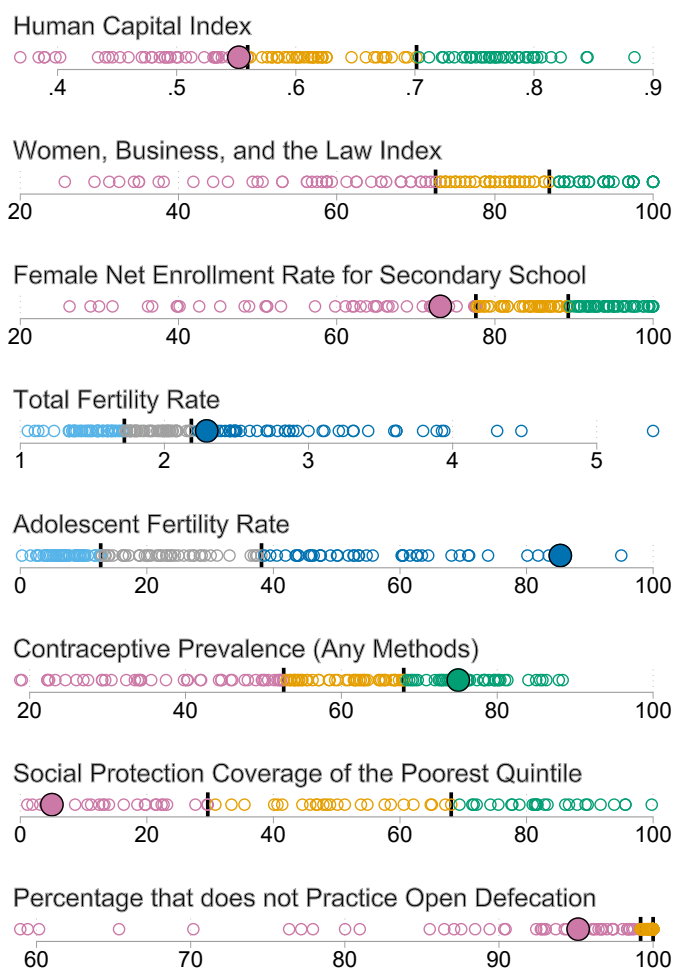 Human Capital Index
.4 .5 .6 .7 .8 .9
Women, Business, and the Law Index
20 40 60 80 100
Female Net Enrollment Rate for Secondary School
20 40 60 80 100
Total Fertility Rate
1 2 3 4 5
Adolescent Fertility Rate
0 20 40 60 80 100
Contraceptive Prevalence (Any Methods)
20 40 60 80 100
Social Protection Coverage of the Poorest Quintile
0 20 40 60 80 100
Percentage that does not Practice Open Defecation
60 70 80 90 100